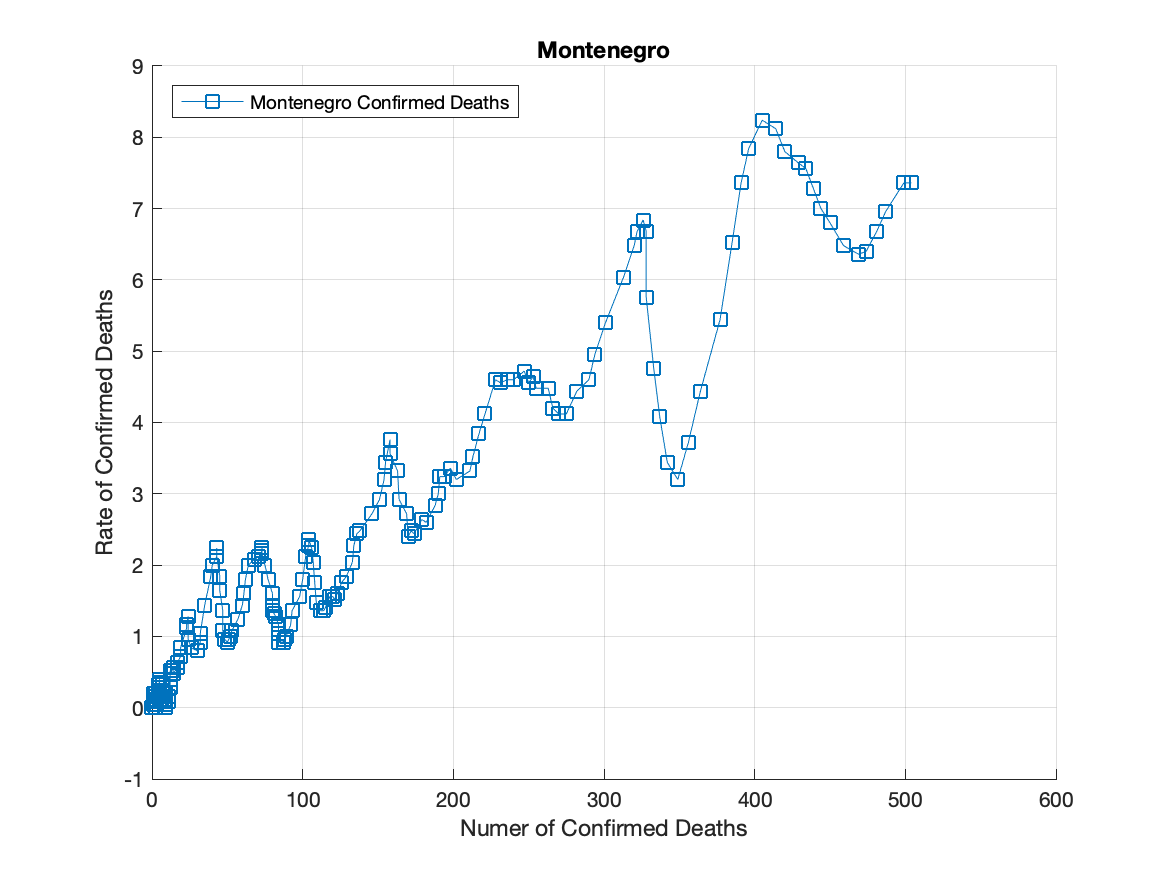 Montenegro
Montenegro Confirmed Deaths
9
8
7
6
5
4
3
2
1
0
-1
Rate of Confirmed Deaths
0 100 200 300 400 500 600
Numer of Confirmed Deaths